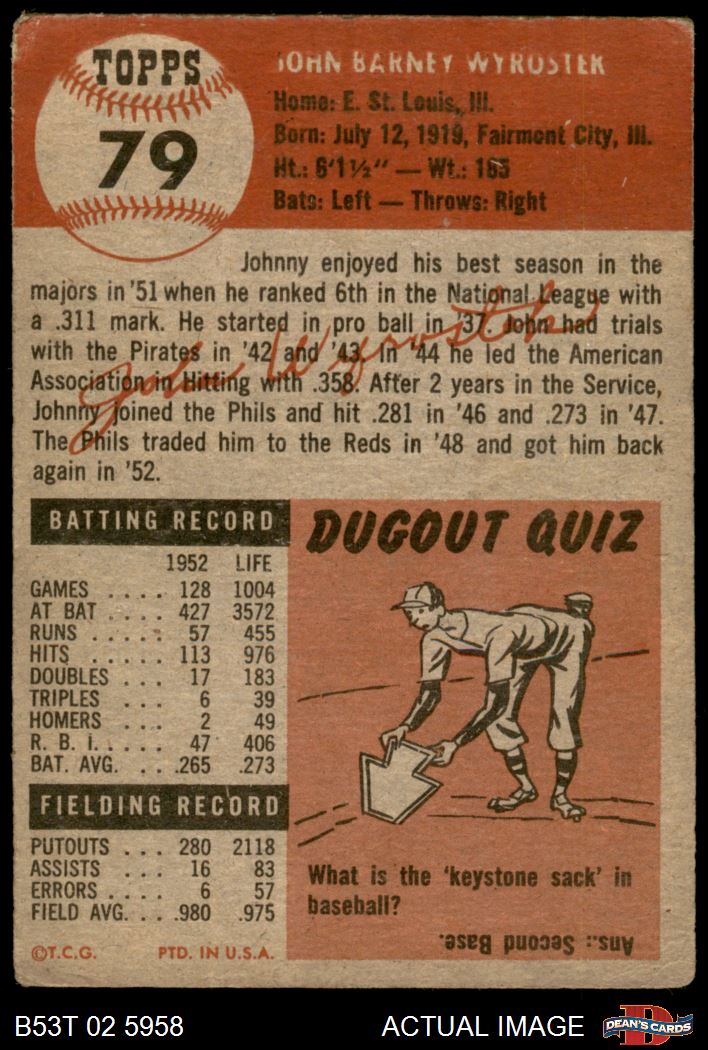 TOPPS
79
JOHN BARNEY WYROSTEK
Home: E. St. Louis, Ill.
Born: July 12, 1919, Fairmont City, Ill.
Ht.: 6'1½" — Wt.: 165
Bats: Left — Throws: Right
Johnny enjoyed his best season in the
majors in '51 when he ranked 6th in the National League with
a .311 mark. He started in pro ball in '37. John had trials
with the Pirates in '42 and '43. In '44 he led the American
Association in Hitting with .358. After 2 years in the Service,
Johnny joined the Phils and hit .281 in '46 and .273 in '47.
The Phils traded him to the Reds in '48 and got him back
again in '52.
John Wyrostek
BATTING RECORD
1952 LIFE
GAMES .... 128 1004
AT BAT .... 427 3572
RUNS ..... 57 455
HITS ..... 113 976
DOUBLES ... 17 183
TRIPLES ... 6 39
HOMERS ... 2 49
R. B. I. .... 47 406
BAT. AVG. ... .265 .273
FIELDING RECORD
PUTOUTS ... 280 2118
ASSISTS ... 16 83
ERRORS .... 6 57
FIELD AVG. ... .980 .975
©T.C.G. PTD. IN U.S.A.
DUGOUT QUIZ
What is the 'keystone sack' in
baseball?
Ans.: Second Base.
B53T 02 5958 ACTUAL IMAGE DEAN'S CARDS